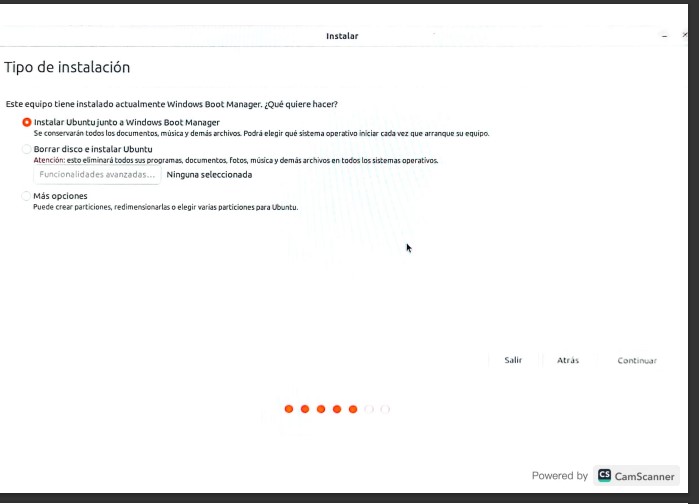 Instalar
Tipo de instalación
Este equipo tiene instalado actualmente Windows Boot Manager. ¿Qué quiere hacer?
Instalar Ubuntu junto a Windows Boot Manager
Se conservarán todos los documentos, música y demás archivos. Podrá elegir qué sistema operativo iniciar cada vez que arranque su equipo.
Borrar disco e instalar Ubuntu
Atención: esto eliminará todos sus programas, documentos, fotos, música y demás archivos en todos los sistemas operativos.
Funcionalidades avanzadas... Ninguna seleccionada
Más opciones
Puede crear particiones, redimensionarlas o elegir varias particiones para Ubuntu.
Salir Atrás Continuar
Powered by CS CamScanner